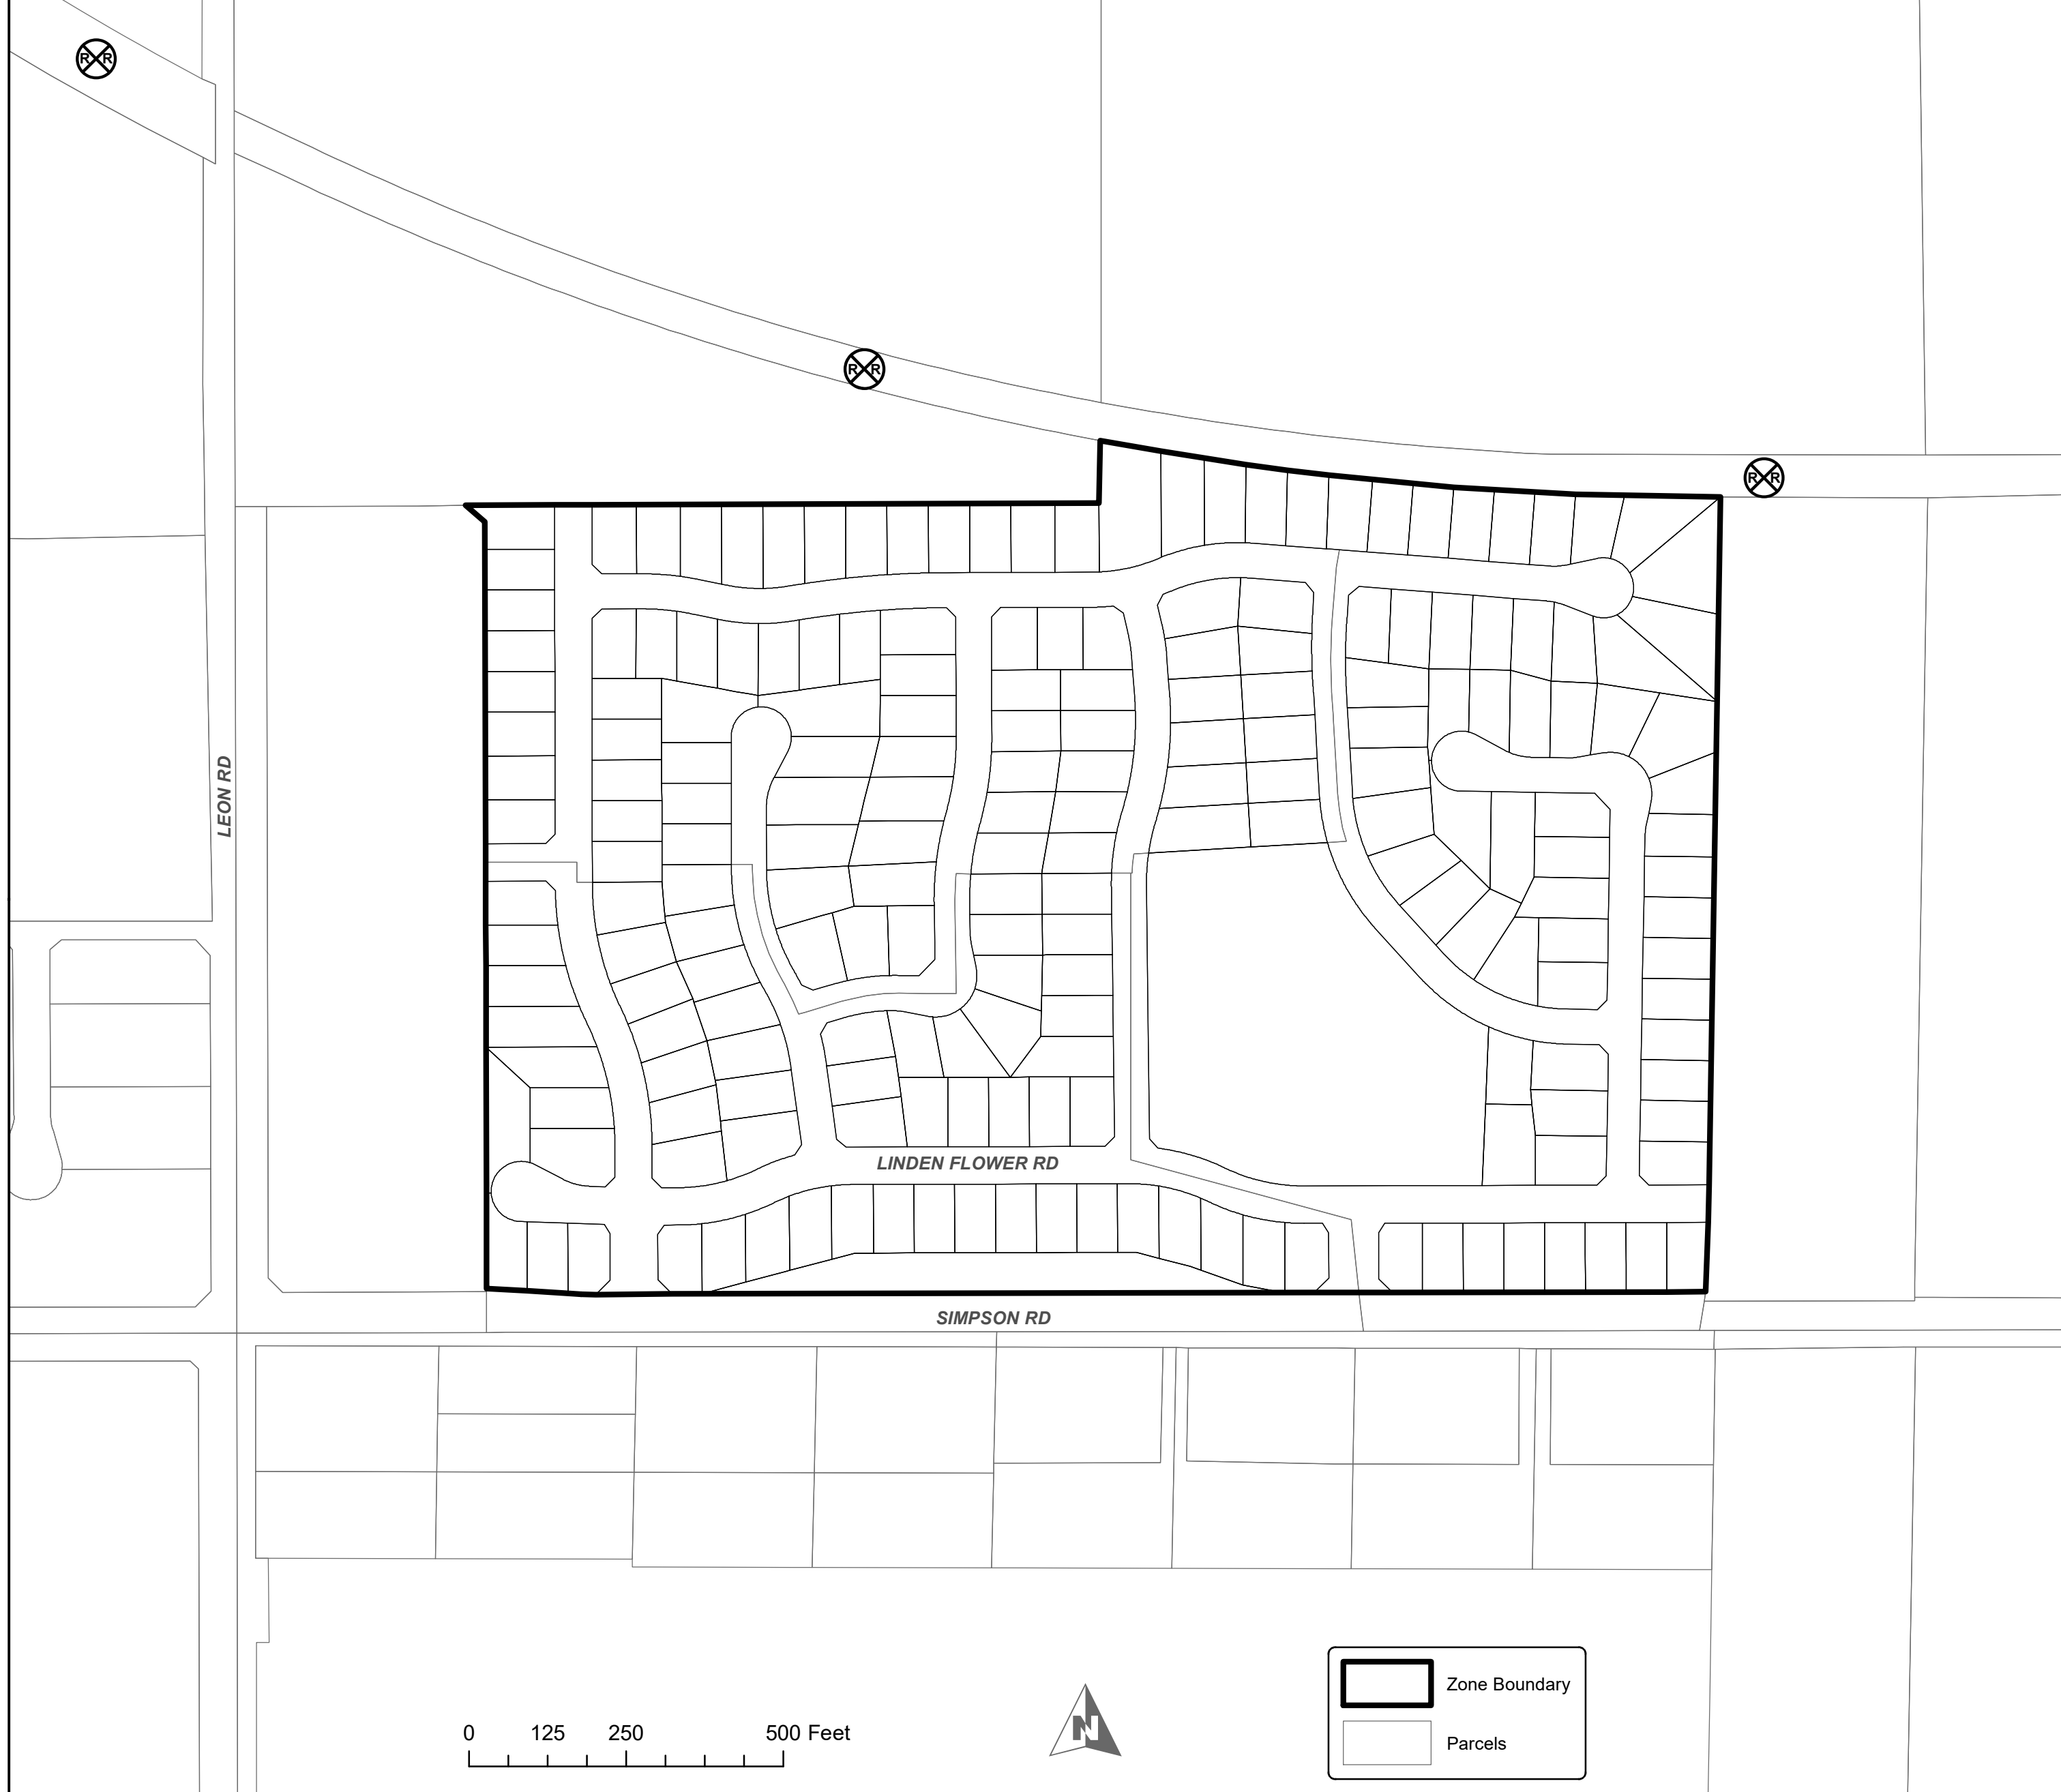 R R
R R
R R
LEON RD
LINDEN FLOWER RD
SIMPSON RD
0 125 250 500 Feet
N
Zone Boundary
Parcels